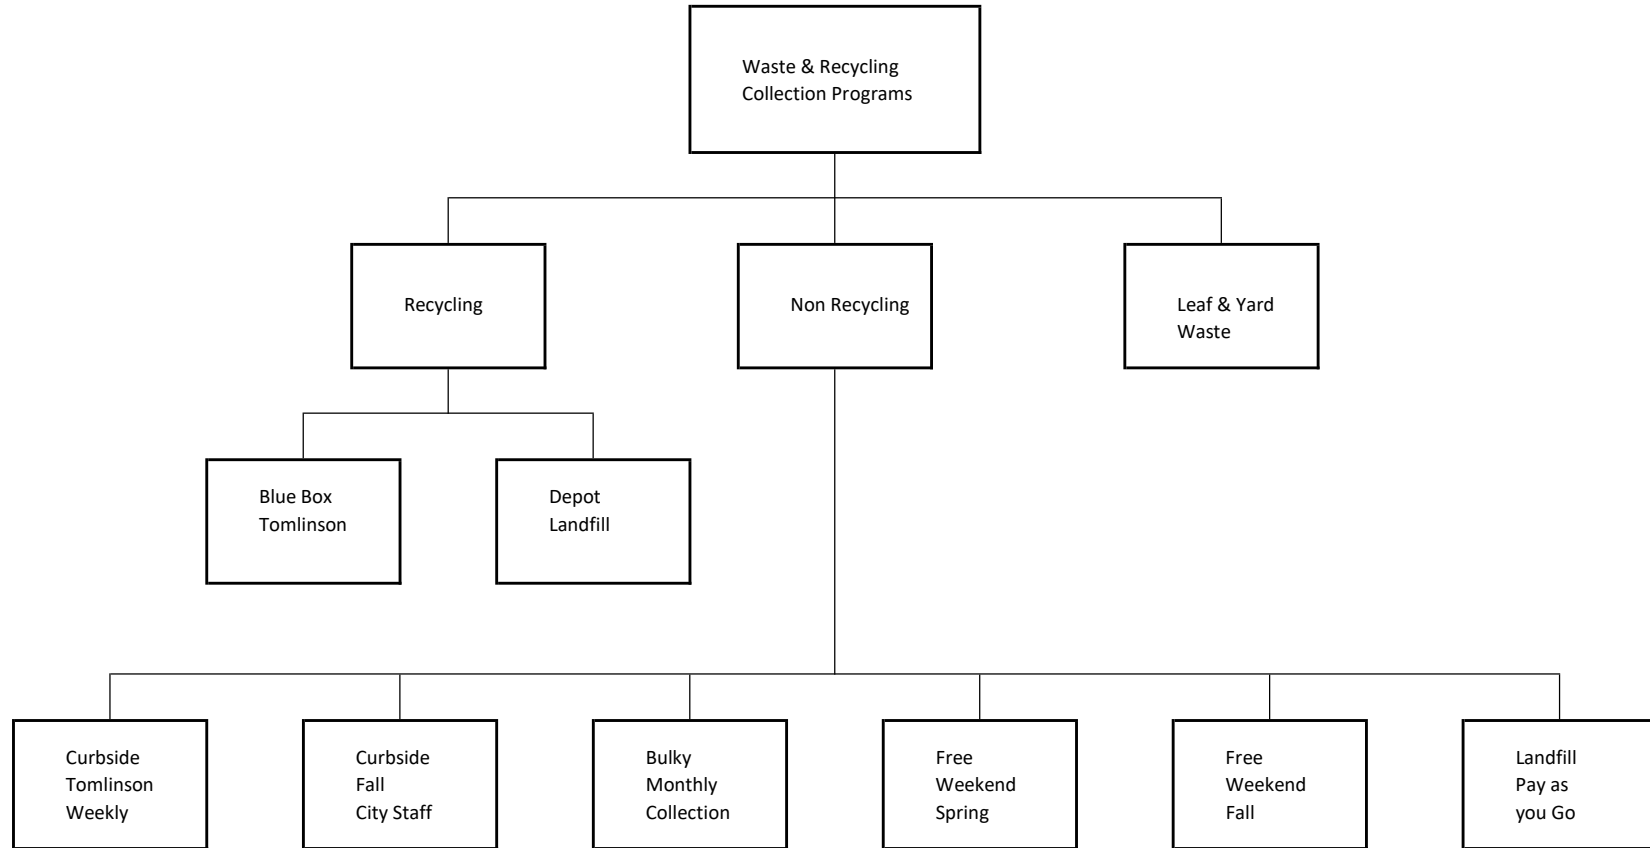 Waste & Recycling
Collection Programs
Recycling
Non Recycling
Leaf & Yard
Waste
Blue Box
Tomlinson
Depot
Landfill
Curbside
Tomlinson
Weekly
Curbside
Fall
City Staff
Bulky
Monthly
Collection
Free
Weekend
Spring
Free
Weekend
Fall
Landfill
Pay as
you Go